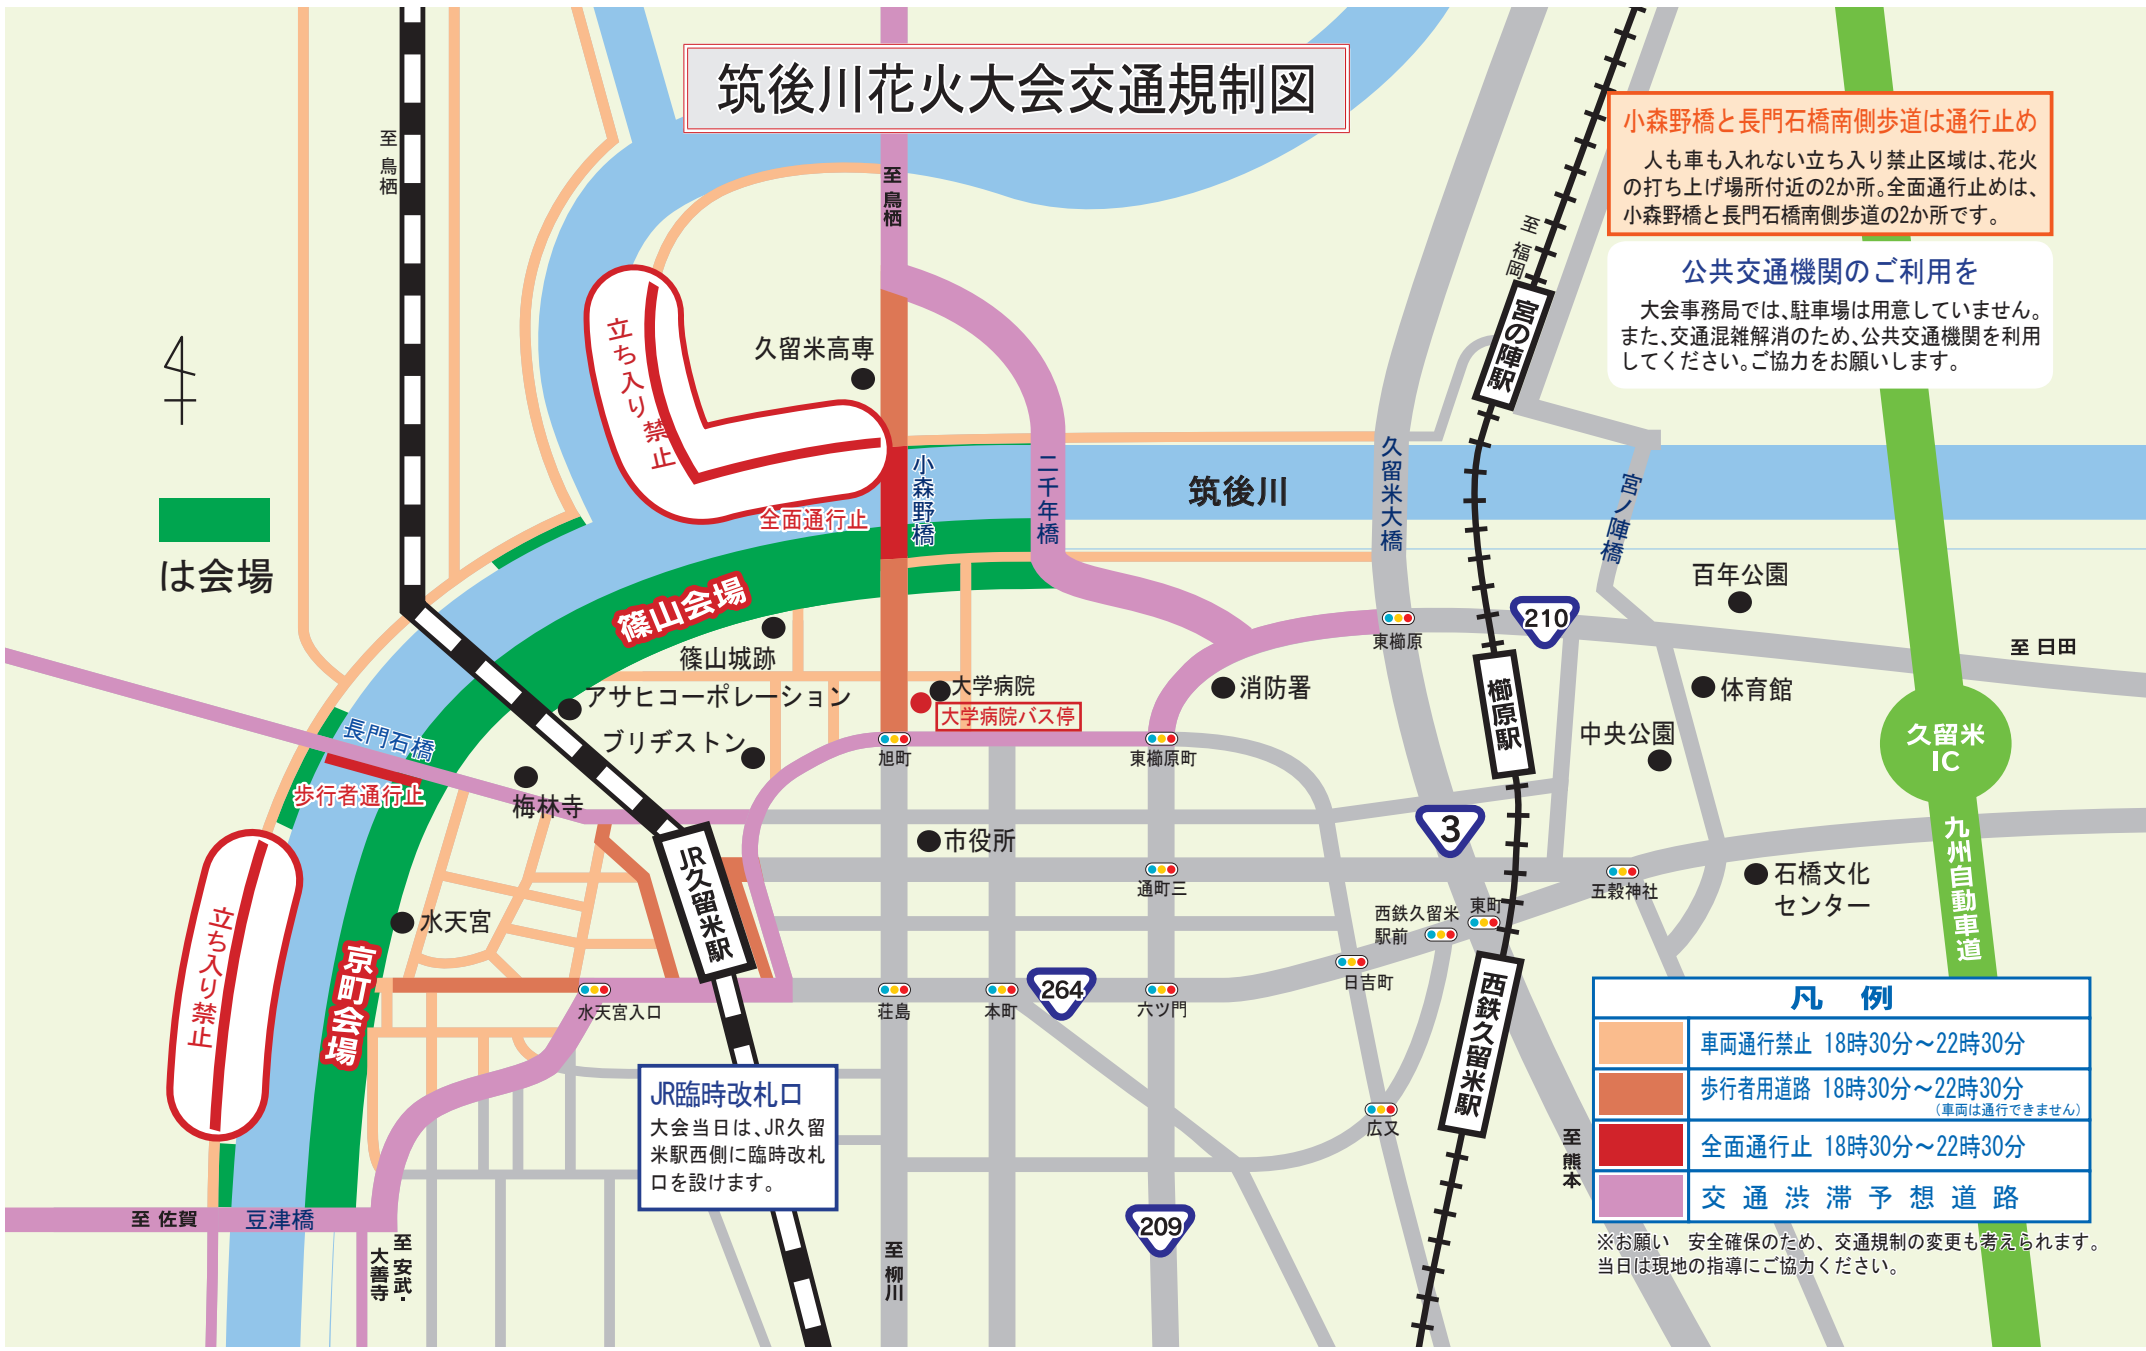 筑後川花火大会交通規制図
小森野橋と長門石橋南側歩道は通行止め
人も車も入れない立ち入り禁止区域は、花火
の打ち上げ場所付近の2か所。全面通行止めは、
小森野橋と長門石橋南側歩道の2か所です。
公共交通機関のご利用を
大会事務局では、駐車場は用意していません。
また、交通混雑解消のため、公共交通機関を利用
してください。ご協力をお願いします。
至 鳥栖
至 鳥栖
至 福岡
宮の陣駅
立ち入り禁止
久留米高専
全面通行止
小森野橋
二千年橋
筑後川
久留米大橋
宮ノ陣橋
は会場
篠山会場
篠山城跡
百年公園
210
東櫛原
至 日田
アサヒコーポレーション
大学病院
大学病院バス停
消防署
櫛原駅
体育館
長門石橋
ブリヂストン
旭町
東櫛原町
中央公園
久留米
IC
歩行者通行止
梅林寺
市役所
3
九州自動車道
JR久留米駅
通町三
五穀神社
石橋文化
センター
立ち入り禁止
水天宮
京町会場
西鉄久留米
駅前
東町
日吉町
水天宮入口
荘島
本町
264
六ツ門
西鉄久留米駅
JR臨時改札口
大会当日は、JR久留
米駅西側に臨時改札
口を設けます。
広又
至 熊本
209
至 佐賀
豆津橋
至 安武・
大善寺
至 柳川
凡 例
車両通行禁止 18時30分～22時30分
歩行者用道路 18時30分～22時30分
（車両は通行できません）
全面通行止 18時30分～22時30分
交通渋滞予想道路
※お願い 安全確保のため、交通規制の変更も考えられます。
当日は現地の指導にご協力ください。